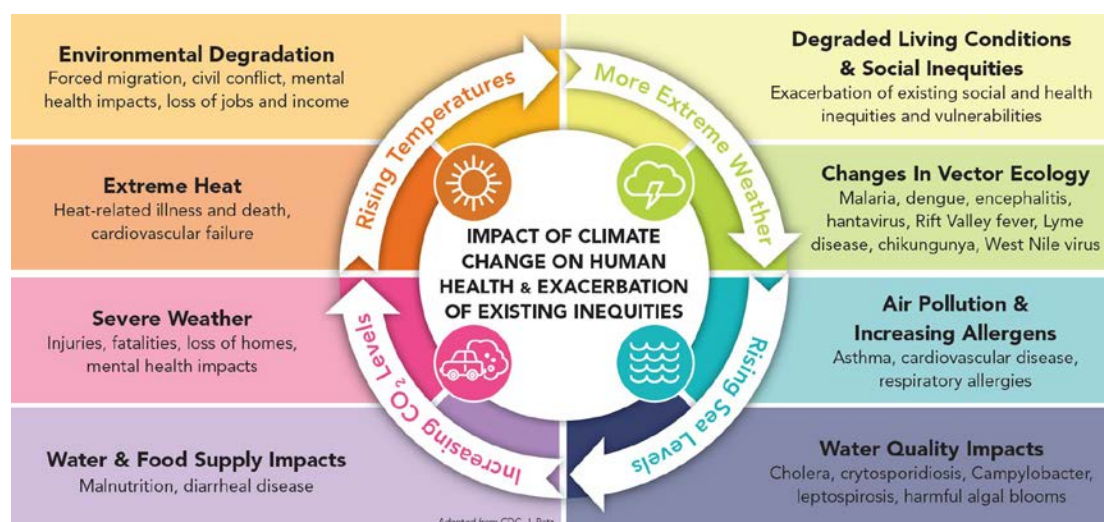 Environmental Degradation
Forced migration, civil conflict, mental
health impacts, loss of jobs and income
Extreme Heat
Heat-related illness and death,
cardiovascular failure
Severe Weather
Injuries, fatalities, loss of homes,
mental health impacts
Water & Food Supply Impacts
Malnutrition, diarrheal disease
Rising Temperatures
More Extreme Weather
Rising Sea Levels
Increasing CO₂ Levels
IMPACT OF CLIMATE
CHANGE ON HUMAN
HEALTH & EXACERBATION
OF EXISTING INEQUITIES
Degraded Living Conditions
& Social Inequities
Exacerbation of existing social and health
inequities and vulnerabilities
Changes In Vector Ecology
Malaria, dengue, encephalitis,
hantavirus, Rift Valley fever, Lyme
disease, chikungunya, West Nile virus
Air Pollution &
Increasing Allergens
Asthma, cardiovascular disease,
respiratory allergies
Water Quality Impacts
Cholera, crytosporidiosis, Campylobacter,
leptospirosis, harmful algal blooms